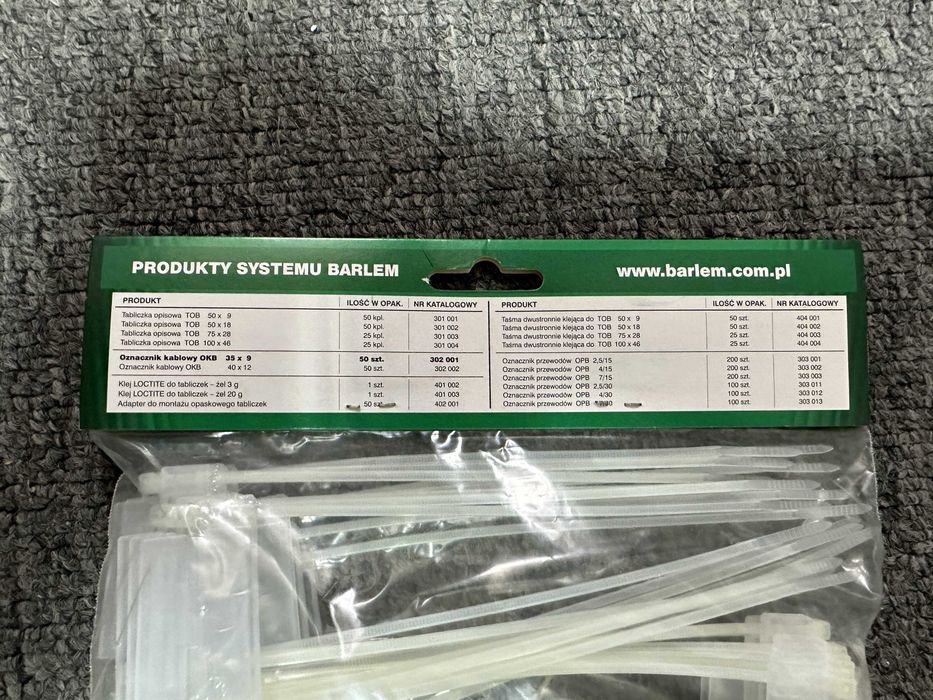 PRODUKTY SYSTEMU BARLEM
www.barlem.com.pl
PRODUKT ILOŚĆ W OPAK. NR KATALOGOWY
Tabliczka opisowa TOB 50 x 9 50 kpl. 301 001
Tabliczka opisowa TOB 50 x 18 50 kpl. 301 002
Tabliczka opisowa TOB 75 x 28 25 kpl. 301 003
Tabliczka opisowa TOB 100 x 46 25 kpl. 301 004
Oznacznik kablowy OKB 35 x 9 50 szt. 302 001
Oznacznik kablowy OKB 40 x 12 50 szt. 302 002
Klej LOCTITE do tabliczek – żel 3 g 1 szt. 401 002
Klej LOCTITE do tabliczek – żel 20 g 1 szt. 401 003
Adapter do montażu opaskowego tabliczek 50 szt. 402 001
PRODUKT ILOŚĆ W OPAK. NR KATALOGOWY
Taśma dwustronnie klejąca do TOB 50 x 9 50 szt. 404 001
Taśma dwustronnie klejąca do TOB 50 x 18 50 szt. 404 002
Taśma dwustronnie klejąca do TOB 75 x 28 25 szt. 404 003
Taśma dwustronnie klejąca do TOB 100 x 46 25 szt. 404 004
Oznacznik przewodów OPB 2,5/15 200 szt. 303 001
Oznacznik przewodów OPB 4/15 200 szt. 303 002
Oznacznik przewodów OPB 7/15 200 szt. 303 003
Oznacznik przewodów OPB 2,5/30 100 szt. 303 011
Oznacznik przewodów OPB 4/30 100 szt. 303 012
Oznacznik przewodów OPB 100 szt. 303 013